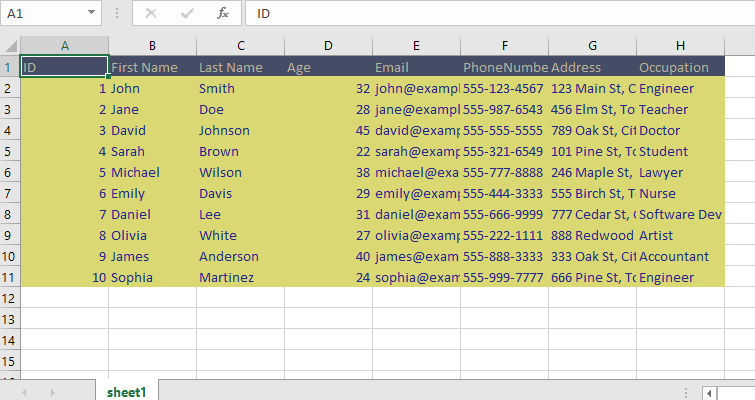 A1 fx ID
A B C D E F G H
1 ID First Name Last Name Age Email PhoneNumbe Address Occupation
2 1 John Smith 32 john@exampl 555-123-4567 123 Main St, C Engineer
3 2 Jane Doe 28 jane@exampl 555-987-6543 456 Elm St, To Teacher
4 3 David Johnson 45 david@examp 555-555-5555 789 Oak St, Cit Doctor
5 4 Sarah Brown 22 sarah@examp 555-321-6549 101 Pine St, To Student
6 5 Michael Wilson 38 michael@exa 555-777-8888 246 Maple St, Lawyer
7 6 Emily Davis 29 emily@examp 555-444-3333 555 Birch St, T Nurse
8 7 Daniel Lee 31 daniel@exam 555-666-9999 777 Cedar St, Software Dev
9 8 Olivia White 27 olivia@examp 555-222-1111 888 Redwood Artist
10 9 James Anderson 40 james@exam 555-888-3333 333 Oak St, Cit Accountant
11 10 Sophia Martinez 24 sophia@exam 555-999-7777 666 Pine St, To Engineer
12
13
14
15
sheet1